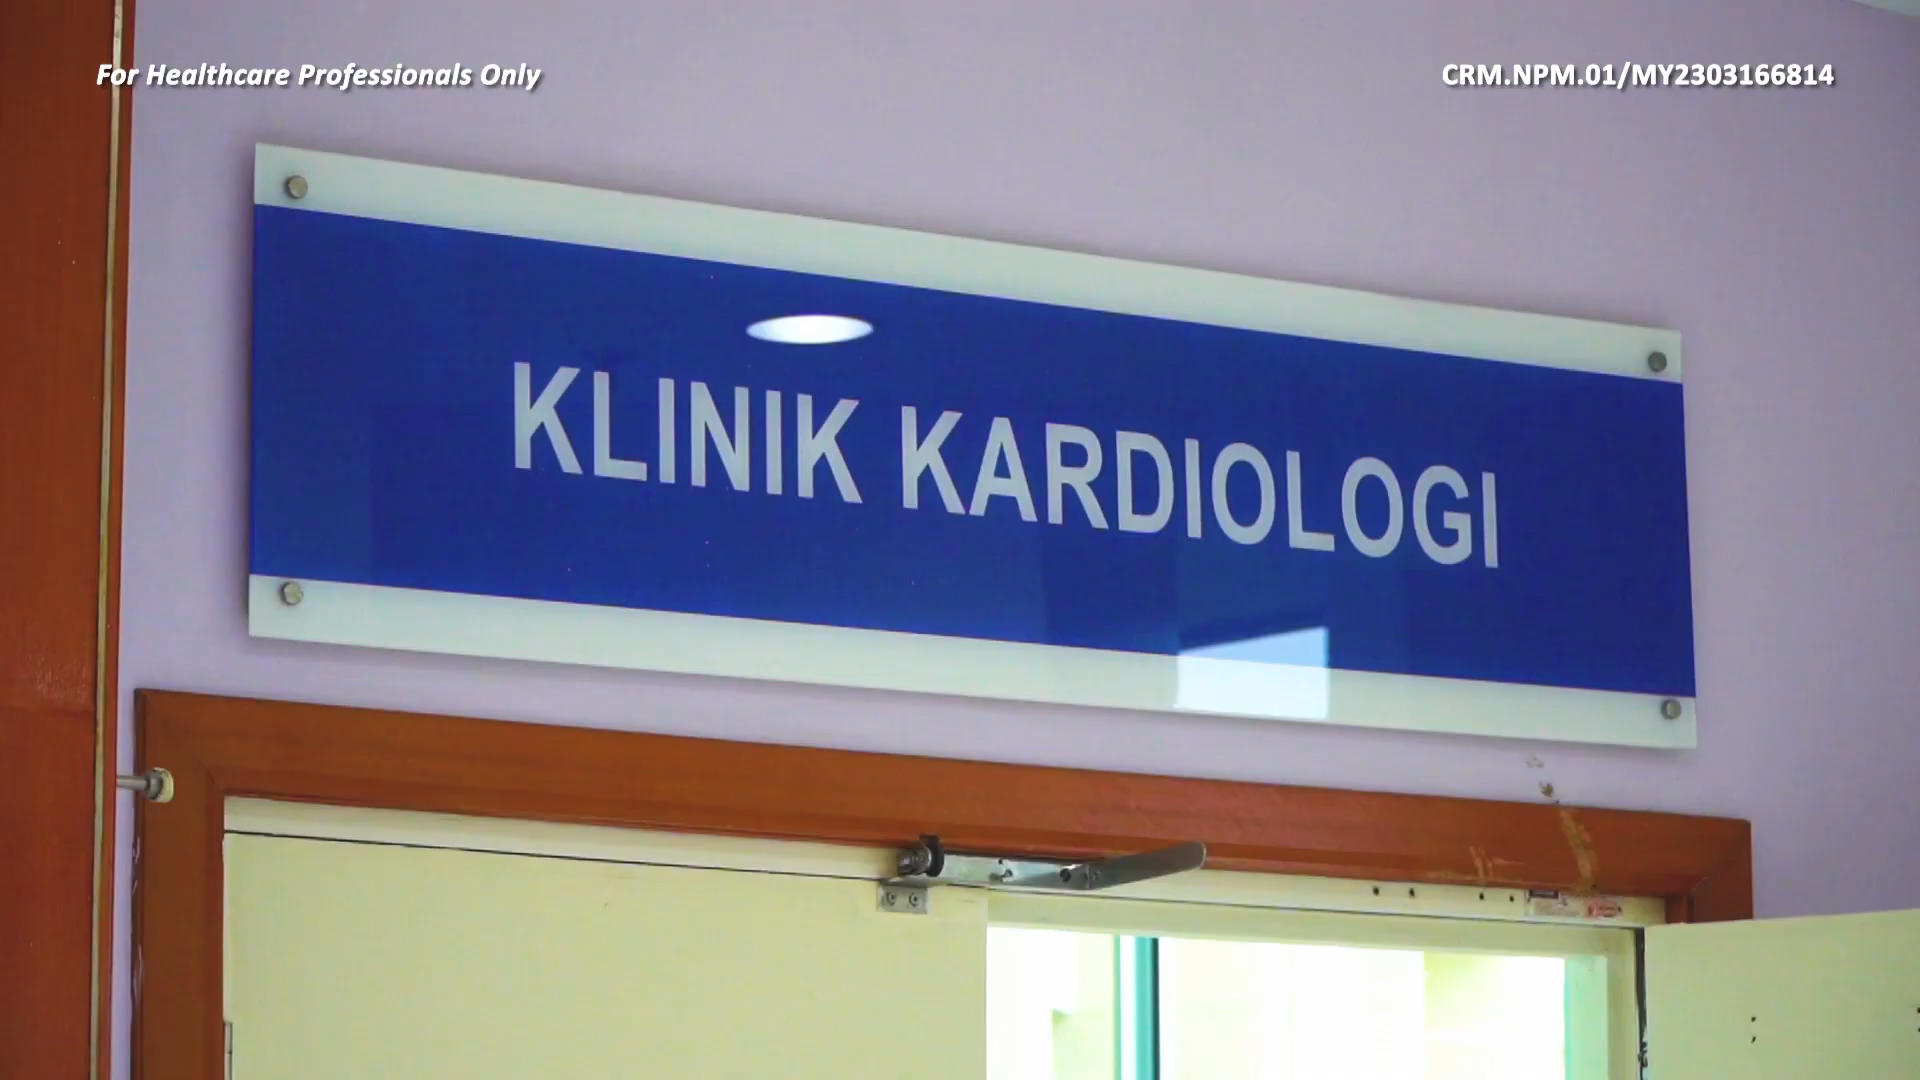 For Healthcare Professionals Only
CRM.NPM.01/MY2303166814
KLINIK KARDIOLOGI